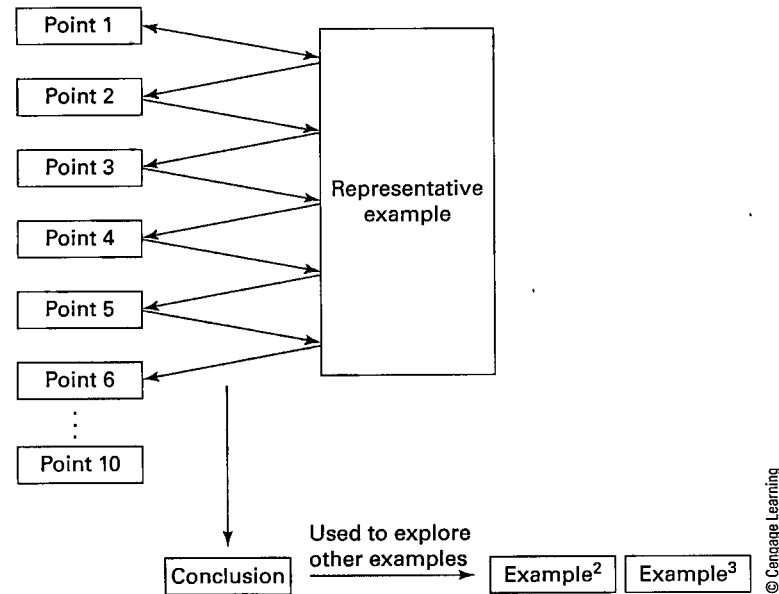 Point 1
Point 2
Point 3
Representative
example
Point 4
Point 5
Point 6
Point 10
Used to explore
other examples
Conclusion
Example²
Example³
© Cengage Learning